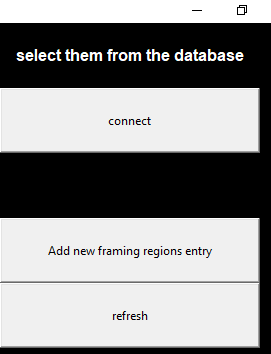 select them from the database
connect
Add new framing regions entry
refresh